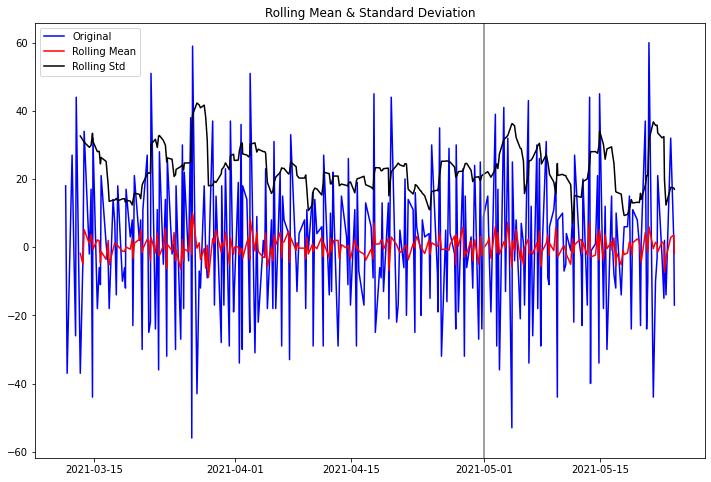 Rolling Mean & Standard Deviation
Original
Rolling Mean
Rolling Std
60
40
20
0
−20
−40
−60
2021-03-15 2021-04-01 2021-04-15 2021-05-01 2021-05-15